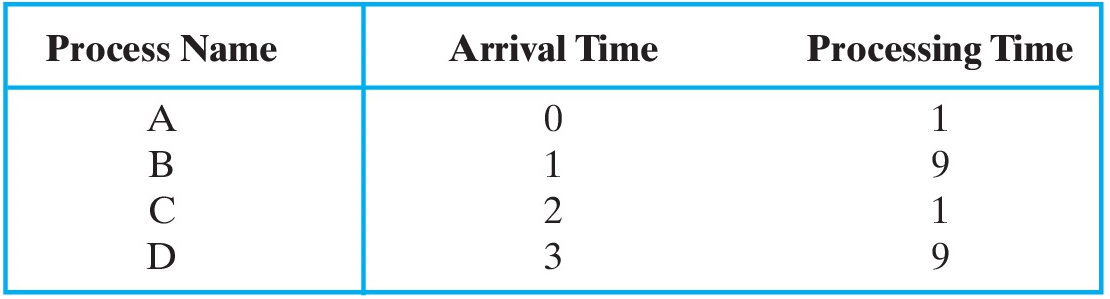 Process Name Arrival Time Processing Time
A 0 1
B 1 9
C 2 1
D 3 9